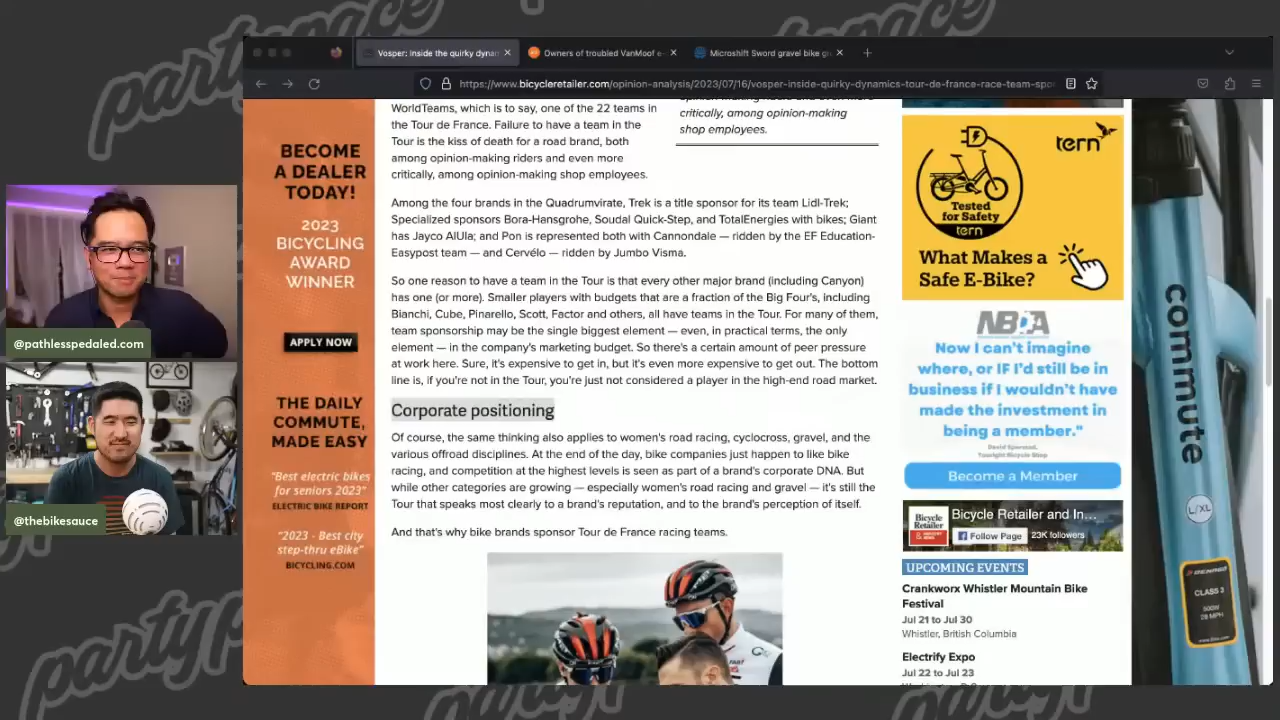 Vosper: Inside the quirky dynam
Owners of troubled VanMoof e-
Microshift Sword gravel bike g
https://www.bicycleretailer.com/opinion-analysis/2023/07/16/vosper-inside-quirky-dynamics-tour-de-france-race-team-spo
BECOME
A DEALER
TODAY!
2023
BICYCLING
AWARD
WINNER
APPLY NOW
THE DAILY
COMMUTE,
MADE EASY
"Best electric bikes
for seniors 2023"
ELECTRIC BIKE REPORT
"2023 - Best city
step-thru eBike"
BICYCLING.COM
@pathlesspedaled.com
@thebikesauce
WorldTeams, which is to say, one of the 22 teams in
the Tour de France. Failure to have a team in the
Tour is the kiss of death for a road brand, both
among opinion-making riders and even more
critically, among opinion-making shop employees.
critically, among opinion-making
shop employees.
Among the four brands in the Quadrumvirate, Trek is a title sponsor for its team Lidl-Trek;
Specialized sponsors Bora-Hansgrohe, Soudal Quick-Step, and TotalEnergies with bikes; Giant
has Jayco AlUla; and Pon is represented both with Cannondale — ridden by the EF Education-
Easypost team — and Cervélo — ridden by Jumbo Visma.
So one reason to have a team in the Tour is that every other major brand (including Canyon)
has one (or more). Smaller players with budgets that are a fraction of the Big Four's, including
Bianchi, Cube, Pinarello, Scott, Factor and others, all have teams in the Tour. For many of them,
team sponsorship may be the single biggest element — even, in practical terms, the only
element — in the company's marketing budget. So there's a certain amount of peer pressure
at work here. Sure, it's expensive to get in, but it's even more expensive to get out. The bottom
line is, if you're not in the Tour, you're just not considered a player in the high-end road market.
Corporate positioning
Of course, the same thinking also applies to women's road racing, cyclocross, gravel, and the
various offroad disciplines. At the end of the day, bike companies just happen to like bike
racing, and competition at the highest levels is seen as part of a brand's corporate DNA. But
while other categories are growing — especially women's road racing and gravel — it's still the
Tour that speaks most clearly to a brand's reputation, and to the brand's perception of itself.
And that's why bike brands sponsor Tour de France racing teams.
tern
Tested
for Safety
tern
What Makes a
Safe E-Bike?
NBDA
Now I can't imagine
where, or IF I'd still be in
business if I wouldn't have
made the investment in
being a member."
Become a Member
Bicycle
Retailer
Bicycle Retailer and In...
Follow Page
23K followers
UPCOMING EVENTS
Crankworx Whistler Mountain Bike
Festival
Jul 21 to Jul 30
Whistler, British Columbia
Electrify Expo
Jul 22 to Jul 23
commute
L/XL
CLASS 3
500W
28 MPH